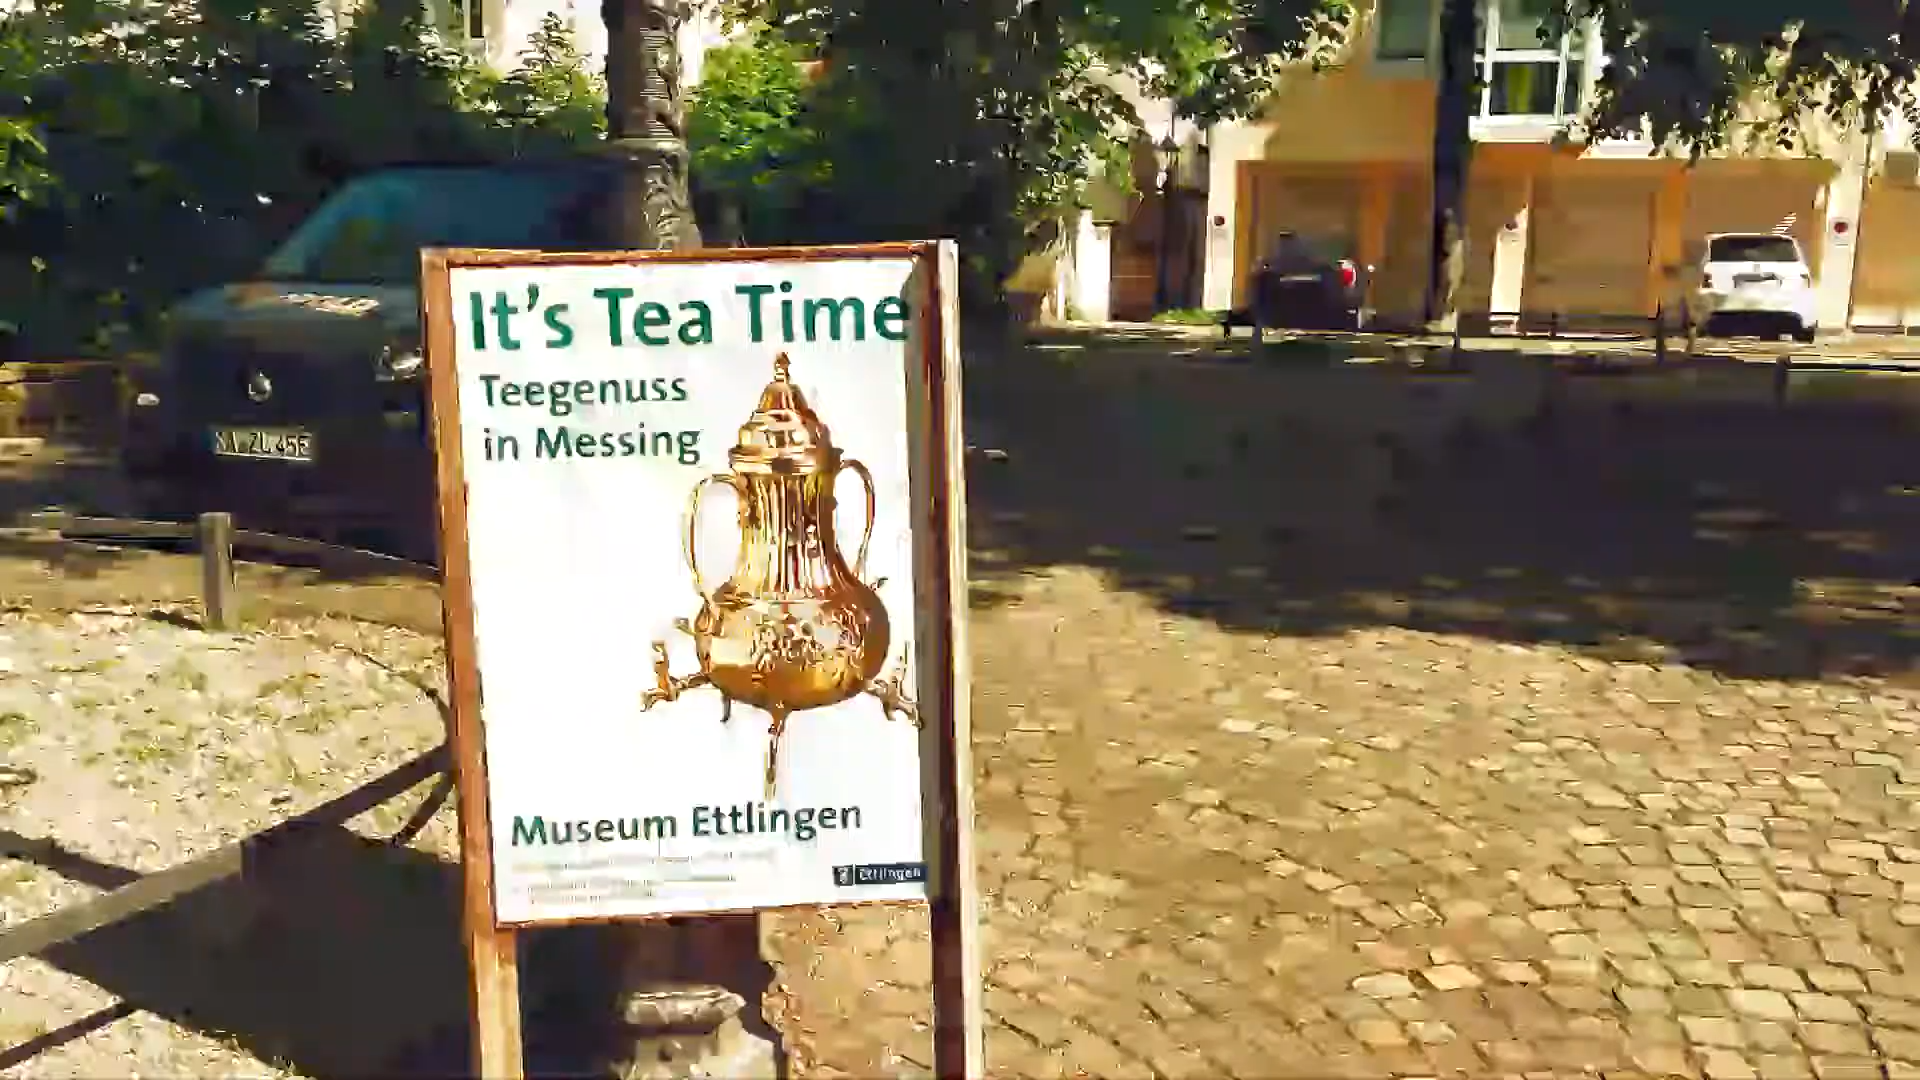 It's Tea Time
Teegenuss
in Messing
Museum Ettlingen
Ettlingen